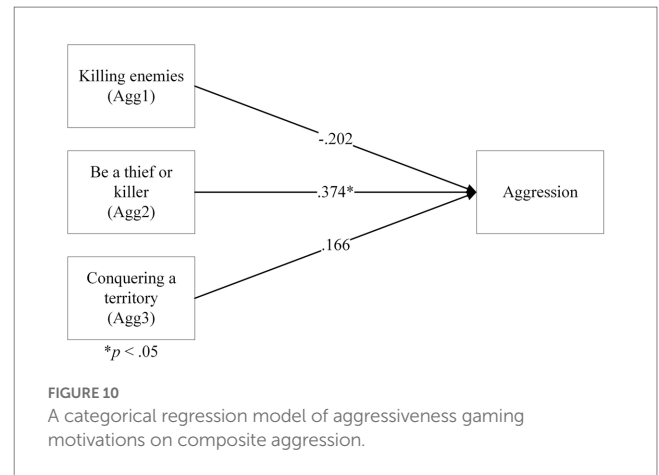 Killing enemies
(Agg1)
-.202
Be a thief or
killer
(Agg2)
.374*
Aggression
.166
Conquering a
territory
(Agg3)
*p < .05
FIGURE 10
A categorical regression model of aggressiveness gaming
motivations on composite aggression.